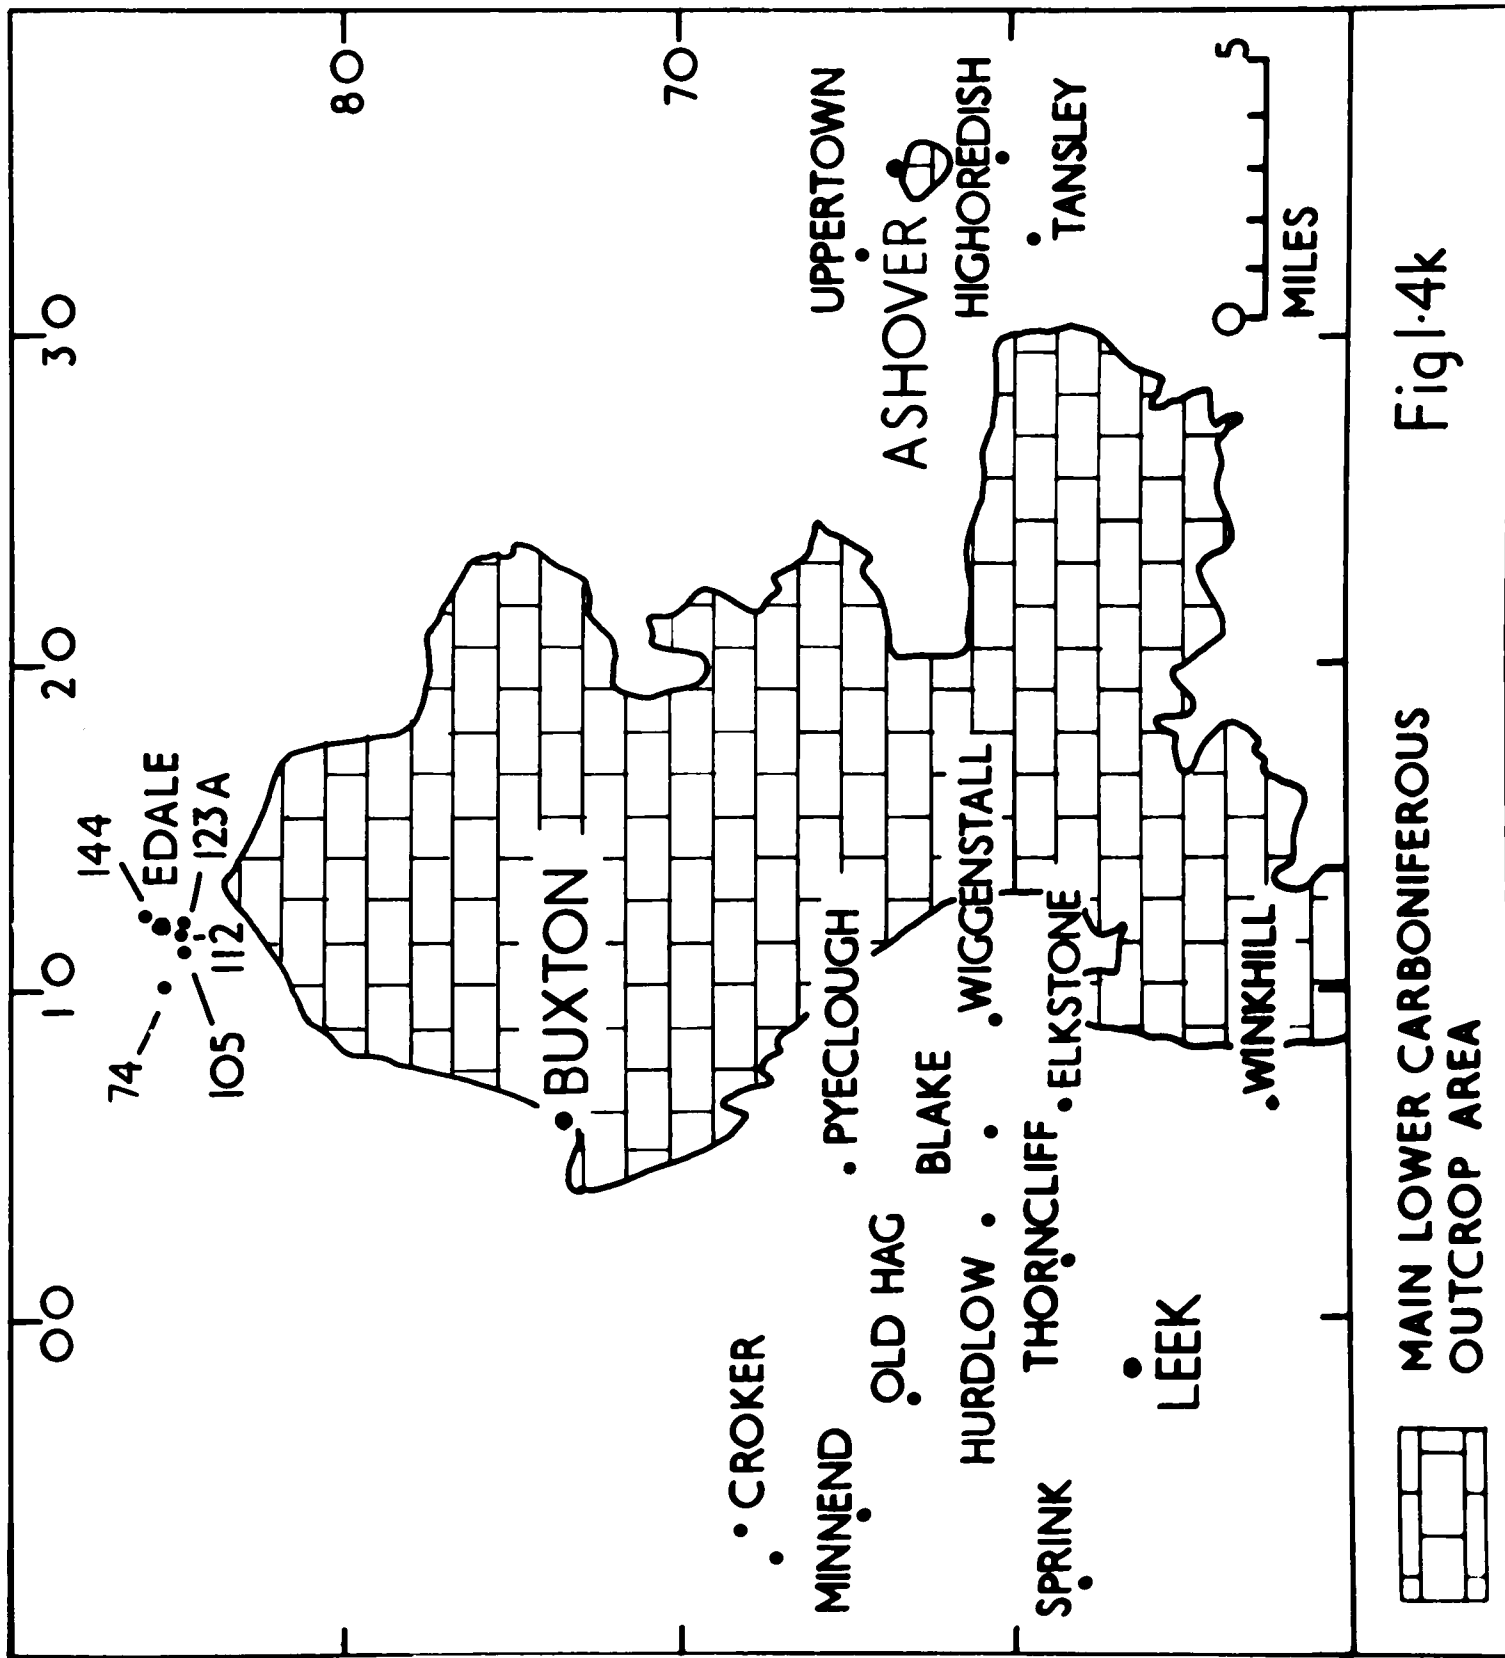 00
10
20
30
80
70
144
EDALE
123A
74
105
112
BUXTON
UPPERTOWN
ASHOVER
HIGHOREDISH
TANSLEY
CROKER
MINNEND
OLD HAG
PYECLOUGH
BLAKE
WIGGENSTALL
HURDLOW
THORNCLIFF
ELKSTONE
SPRINK
LEEK
WINKHILL
0
5
MILES
MAIN LOWER CARBONIFEROUS
OUTCROP AREA
Fig 1·4k